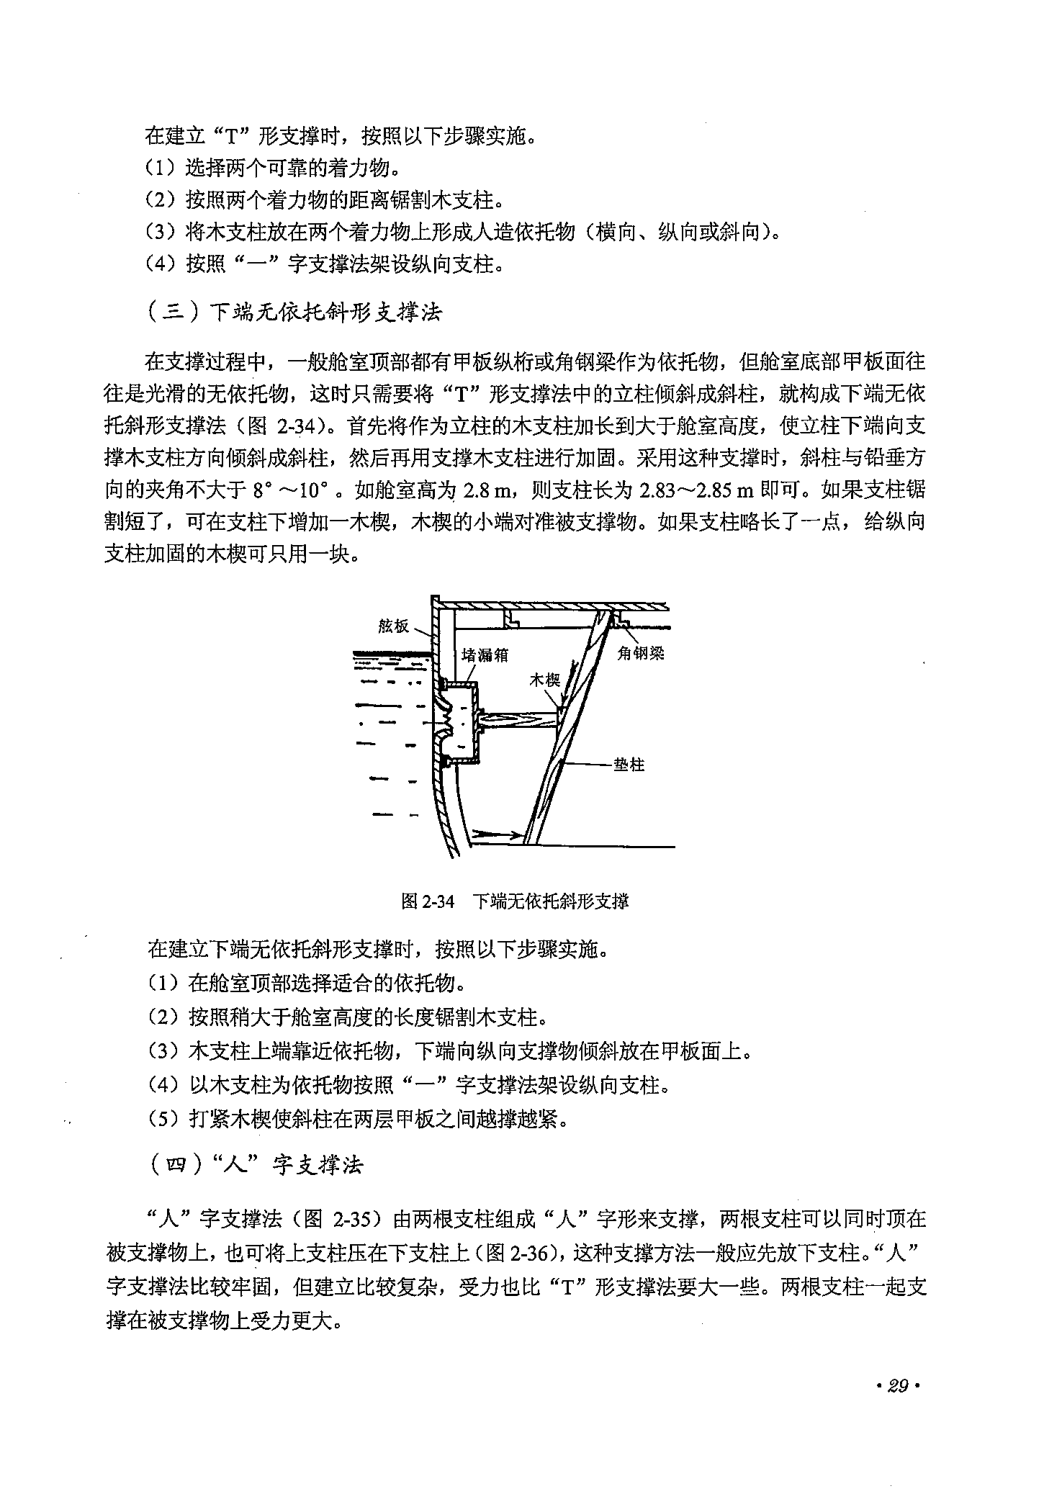 在建立“T”形支撑时，按照以下步骤实施。
（1）选择两个可靠的着力物。
（2）按照两个着力物的距离锯割木支柱。
（3）将木支柱放在两个着力物上形成人造依托物（横向、纵向或斜向）。
（4）按照“一”字支撑法架设纵向支柱。
（三）下端无依托斜形支撑法
在支撑过程中，一般舱室顶部都有甲板纵桁或角钢梁作为依托物，但舱室底部甲板面往
往是光滑的无依托物，这时只需要将“T”形支撑法中的立柱倾斜成斜柱，就构成下端无依
托斜形支撑法（图 2-34）。首先将作为立柱的木支柱加长到大于舱室高度，使立柱下端向支
撑木支柱方向倾斜成斜柱，然后再用支撑木支柱进行加固。采用这种支撑时，斜柱与铅垂方
向的夹角不大于 8°～10°。如舱室高为 2.8 m，则支柱长为 2.83～2.85 m 即可。如果支柱锯
割短了，可在支柱下增加一木楔，木楔的小端对准被支撑物。如果支柱略长了一点，给纵向
支柱加固的木楔可只用一块。
舷板
堵漏箱
角钢梁
木楔
垫柱
图 2-34 下端无依托斜形支撑
在建立下端无依托斜形支撑时，按照以下步骤实施。
（1）在舱室顶部选择适合的依托物。
（2）按照稍大于舱室高度的长度锯割木支柱。
（3）木支柱上端靠近依托物，下端向纵向支撑物倾斜放在甲板面上。
（4）以木支柱为依托物按照“一”字支撑法架设纵向支柱。
（5）打紧木楔使斜柱在两层甲板之间越撑越紧。
（四）“人”字支撑法
“人”字支撑法（图 2-35）由两根支柱组成“人”字形来支撑，两根支柱可以同时顶在
被支撑物上，也可将上支柱压在下支柱上（图 2-36），这种支撑方法一般应先放下支柱。“人”
字支撑法比较牢固，但建立比较复杂，受力也比“T”形支撑法要大一些。两根支柱一起支
撑在被支撑物上受力更大。
·29·